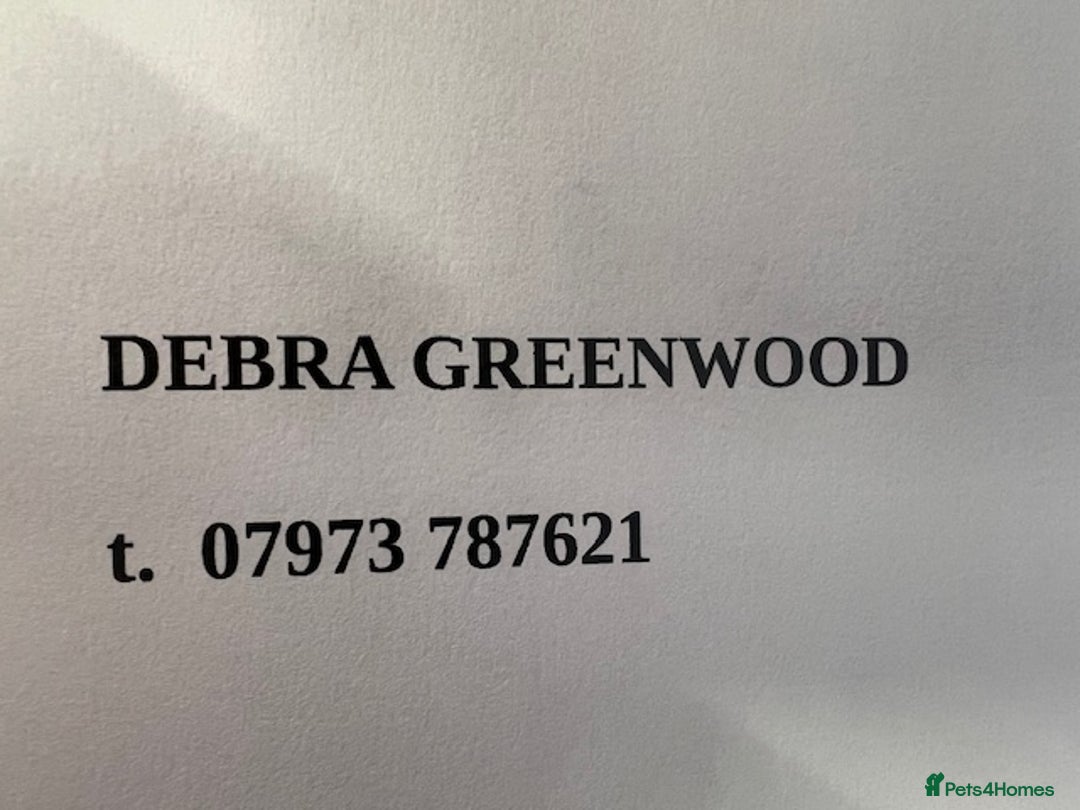 DEBRA GREENWOOD
t. 07973 787621
Pets4Homes